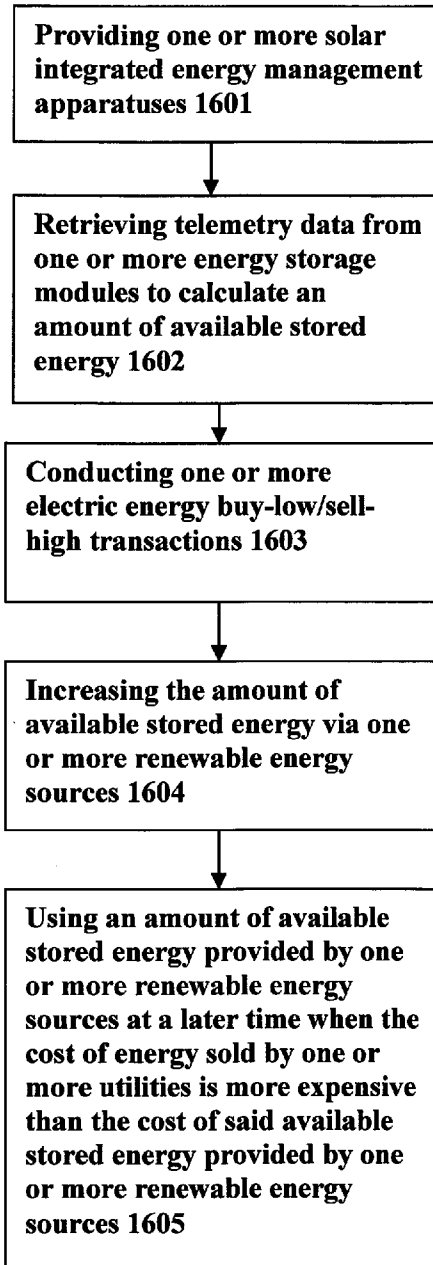 Providing one or more solar
integrated energy management
apparatuses 1601
Retrieving telemetry data from
one or more energy storage
modules to calculate an
amount of available stored
energy 1602
Conducting one or more
electric energy buy-low/sell-
high transactions 1603
Increasing the amount of
available stored energy via one
or more renewable energy
sources 1604
Using an amount of available
stored energy provided by one
or more renewable energy
sources at a later time when the
cost of energy sold by one or
more utilities is more expensive
than the cost of said available
stored energy provided by one
or more renewable energy
sources 1605